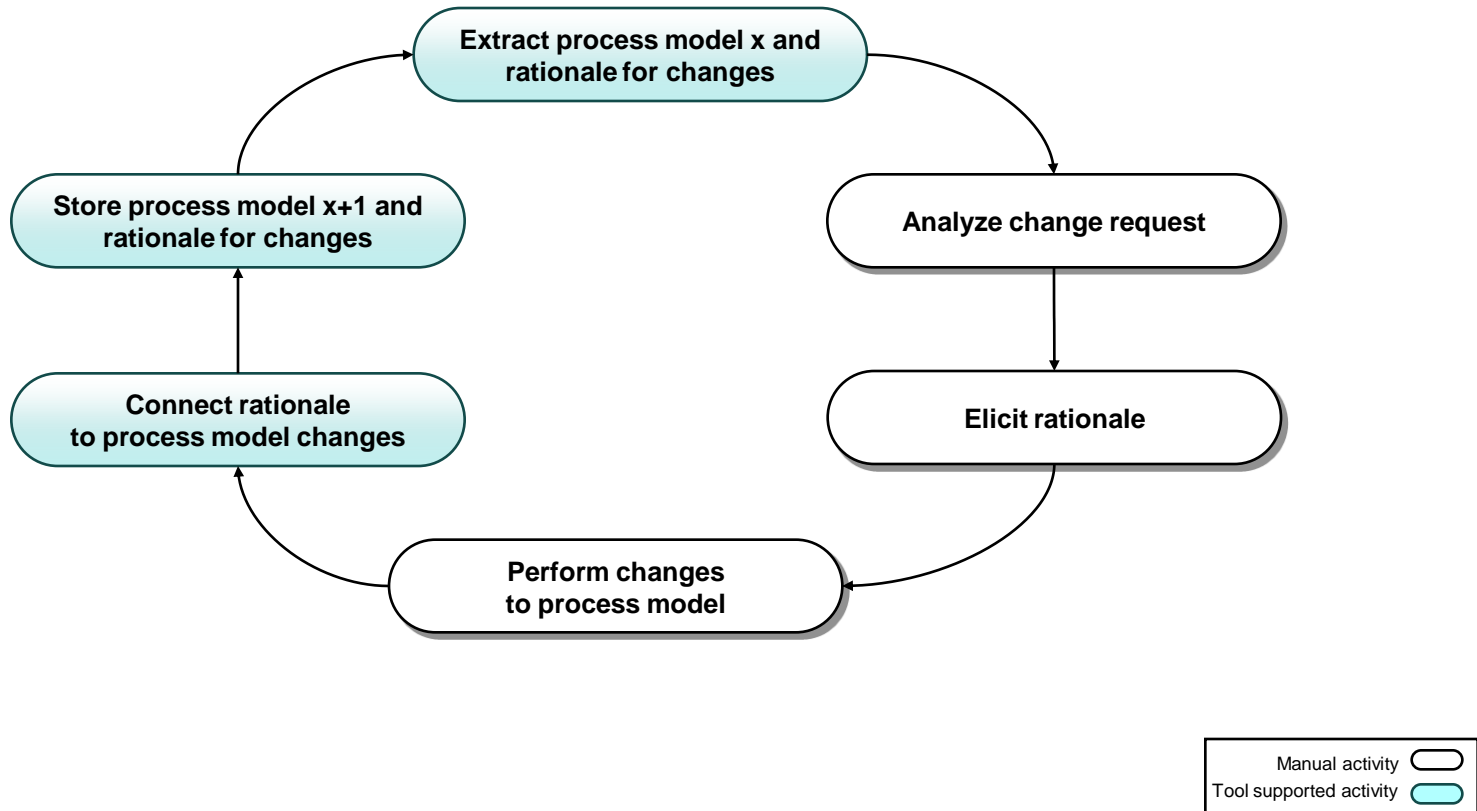 Extract process model x and
rationale for changes
Store process model x+1 and
rationale for changes
Analyze change request
Connect rationale
to process model changes
Elicit rationale
Perform changes
to process model
Manual activity
Tool supported activity